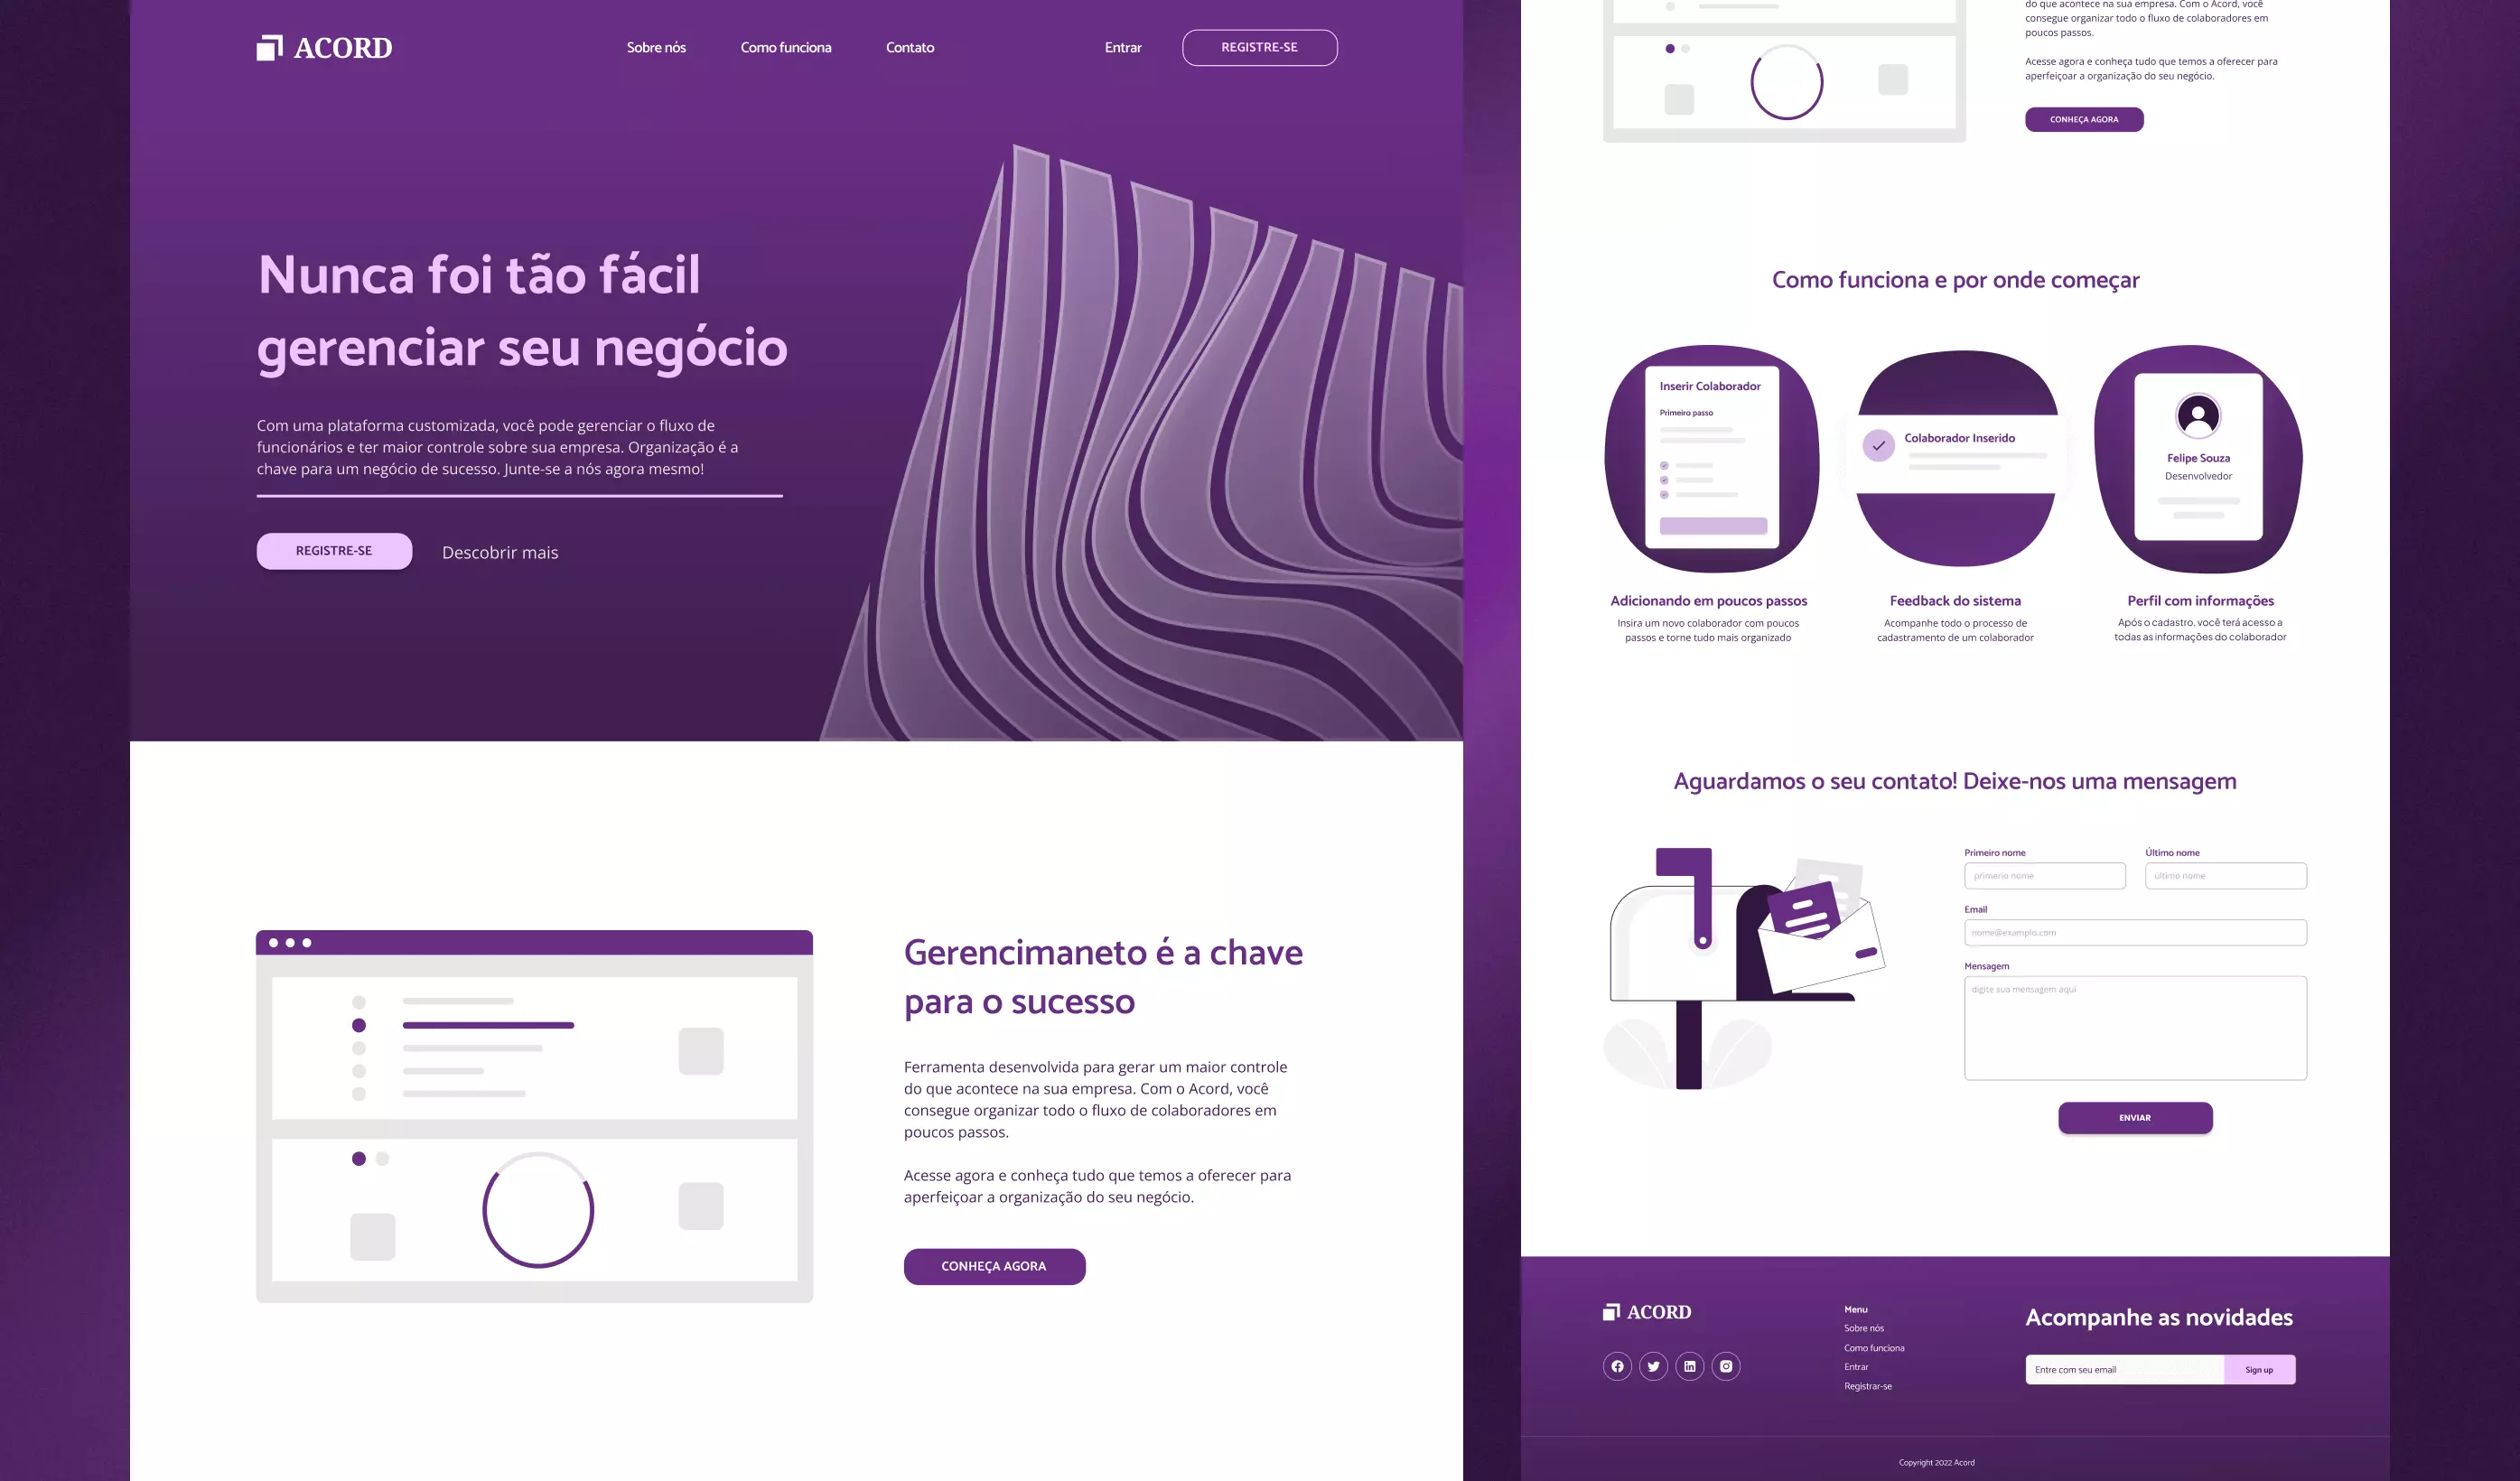 ACORD
Sobre nós
Como funciona
Contato
Entrar
REGISTRE-SE
Nunca foi tão fácil
gerenciar seu negócio
Com uma plataforma customizada, você pode gerenciar o fluxo de
funcionários e ter maior controle sobre sua empresa. Organização é a
chave para um negócio de sucesso. Junte-se a nós agora mesmo!
REGISTRE-SE
Descobrir mais
Gerencimaneto é a chave
para o sucesso
Ferramenta desenvolvida para gerar um maior controle
do que acontece na sua empresa. Com o Acord, você
consegue organizar todo o fluxo de colaboradores em
poucos passos.
Acesse agora e conheça tudo que temos a oferecer para
aperfeiçoar a organização do seu negócio.
CONHEÇA AGORA
do que acontece na sua empresa. Com o Acord, você
consegue organizar todo o fluxo de colaboradores em
poucos passos.
Acesse agora e conheça tudo que temos a oferecer para
aperfeiçoar a organização do seu negócio.
CONHEÇA AGORA
Como funciona e por onde começar
Inserir Colaborador
Primeiro passo
Colaborador Inserido
Felipe Souza
Desenvolvedor
Adicionando em poucos passos
Insira um novo colaborador com poucos
passos e torne tudo mais organizado
Feedback do sistema
Acompanhe todo o processo de
cadastramento de um colaborador
Perfil com informações
Após o cadastro, você terá acesso a
todas as informações do colaborador
Aguardamos o seu contato! Deixe-nos uma mensagem
Primeiro nome
primerio nome
Último nome
último nome
Email
nome@examplo.com
Mensagem
digite sua mensagem aqui
ENVIAR
ACORD
Menu
Sobre nós
Como funciona
Entrar
Registrar-se
Acompanhe as novidades
Entre com seu email
Sign up
Copyright 2022 Acord